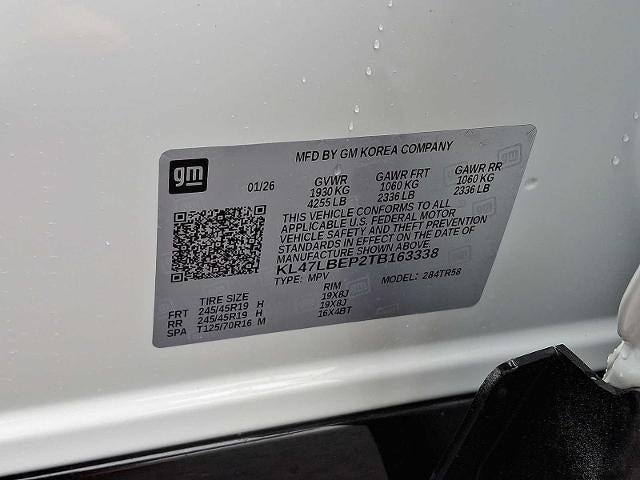 gm
MFD BY GM KOREA COMPANY
01/26
GVWR GAWR FRT GAWR RR
1930 KG 1060 KG 1060 KG
4255 LB 2336 LB 2336 LB
THIS VEHICLE CONFORMS TO ALL
APPLICABLE U.S. FEDERAL MOTOR
VEHICLE SAFETY AND THEFT PREVENTION
STANDARDS IN EFFECT ON THE DATE OF
MANUFACTURE SHOWN ABOVE.
KL47LBEP2TB163338
TYPE: MPV MODEL: 284TR58
TIRE SIZE RIM
FRT 245/45R19 H 19X8J
RR 245/45R19 H 19X8J
SPA T125/70R16 M 16X4BT